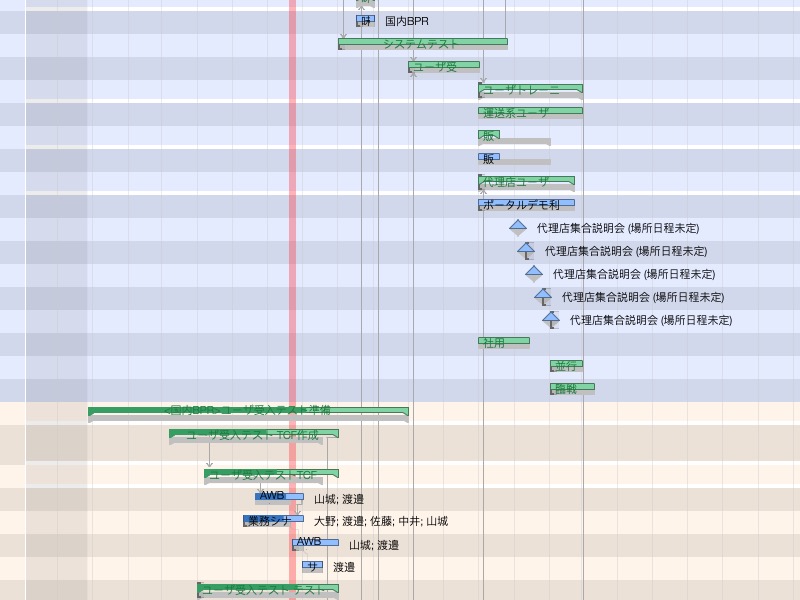 国内BPR
システムテスト
ユーザ受
ユーザトレーニ
運送系ユーザ
販
販
代理店ユーザ
ポータルデモ利
代理店集合説明会 (場所日程未定)
代理店集合説明会 (場所日程未定)
代理店集合説明会 (場所日程未定)
代理店集合説明会 (場所日程未定)
代理店集合説明会 (場所日程未定)
社用
並行
臨戦
<国内BPR>ユーザ受入テスト準備
ユーザ受入テスト TCF作成
ユーザ受入テストTCF
AWB 山城; 渡邉
業務シナ 大野; 渡邉; 佐藤; 中井; 山城
AWB 山城; 渡邉
サ 渡邉
ユーザ受入テスト テスト